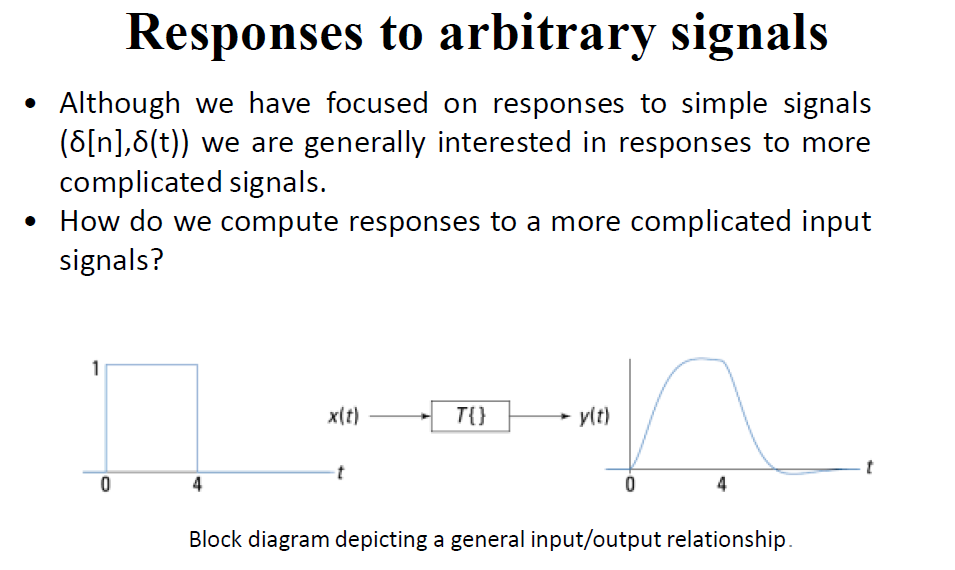 Responses to arbitrary signals
• Although we have focused on responses to simple signals
(δ[n],δ(t)) we are generally interested in responses to more
complicated signals.
• How do we compute responses to a more complicated input
signals?
1
x(t)
T{}
y(t)
t
t
0
4
0
4
Block diagram depicting a general input/output relationship.